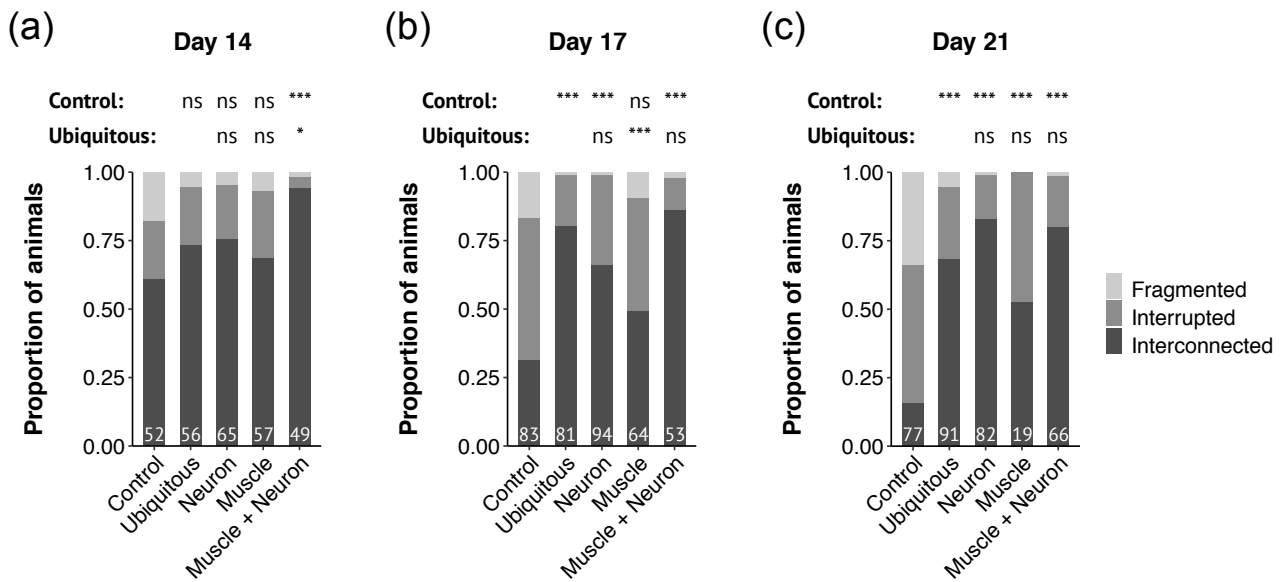 (a)
Day 14
Control: ns ns ns ***
Ubiquitous: ns ns *
Proportion of animals
1.00
0.75
0.50
0.25
0.00
52 56 65 57 49
Control
Ubiquitous
Neuron
Muscle
Muscle + Neuron
(b)
Day 17
Control: *** *** ns ***
Ubiquitous: ns *** ns
Proportion of animals
1.00
0.75
0.50
0.25
0.00
83 81 94 64 53
Control
Ubiquitous
Neuron
Muscle
Muscle + Neuron
(c)
Day 21
Control: *** *** *** ***
Ubiquitous: ns ns ns
Proportion of animals
1.00
0.75
0.50
0.25
0.00
77 91 82 19 66
Control
Ubiquitous
Neuron
Muscle
Muscle + Neuron
Fragmented
Interrupted
Interconnected